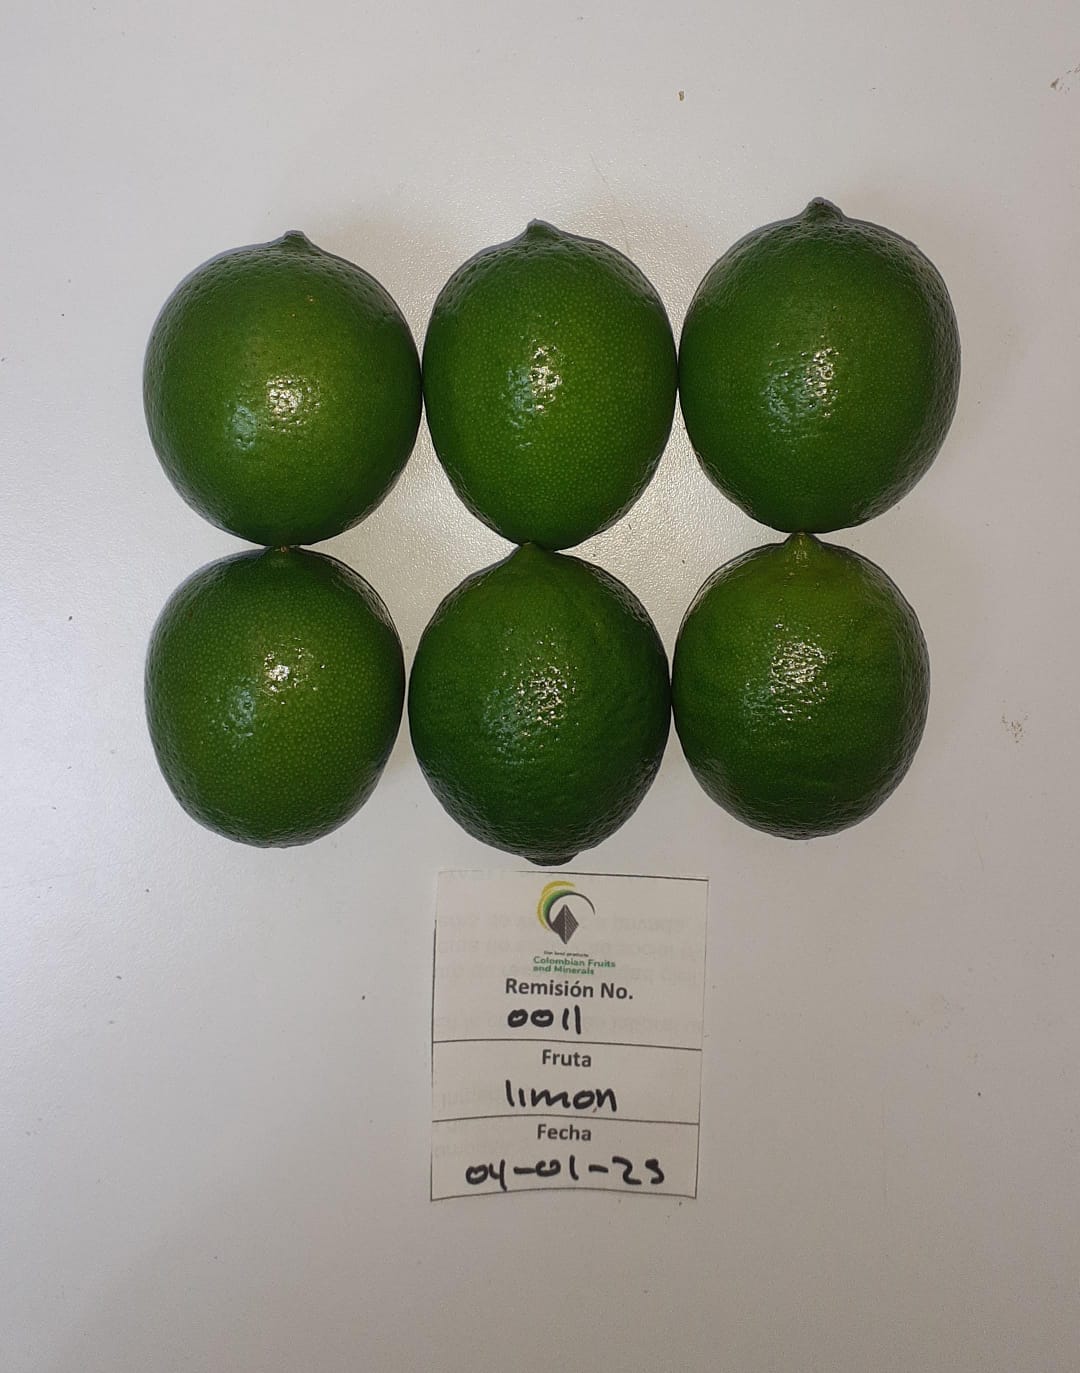 Our best products
Colombian Fruits
and Minerals
Remisión No.
0011
Fruta
limon
Fecha
04-01-25